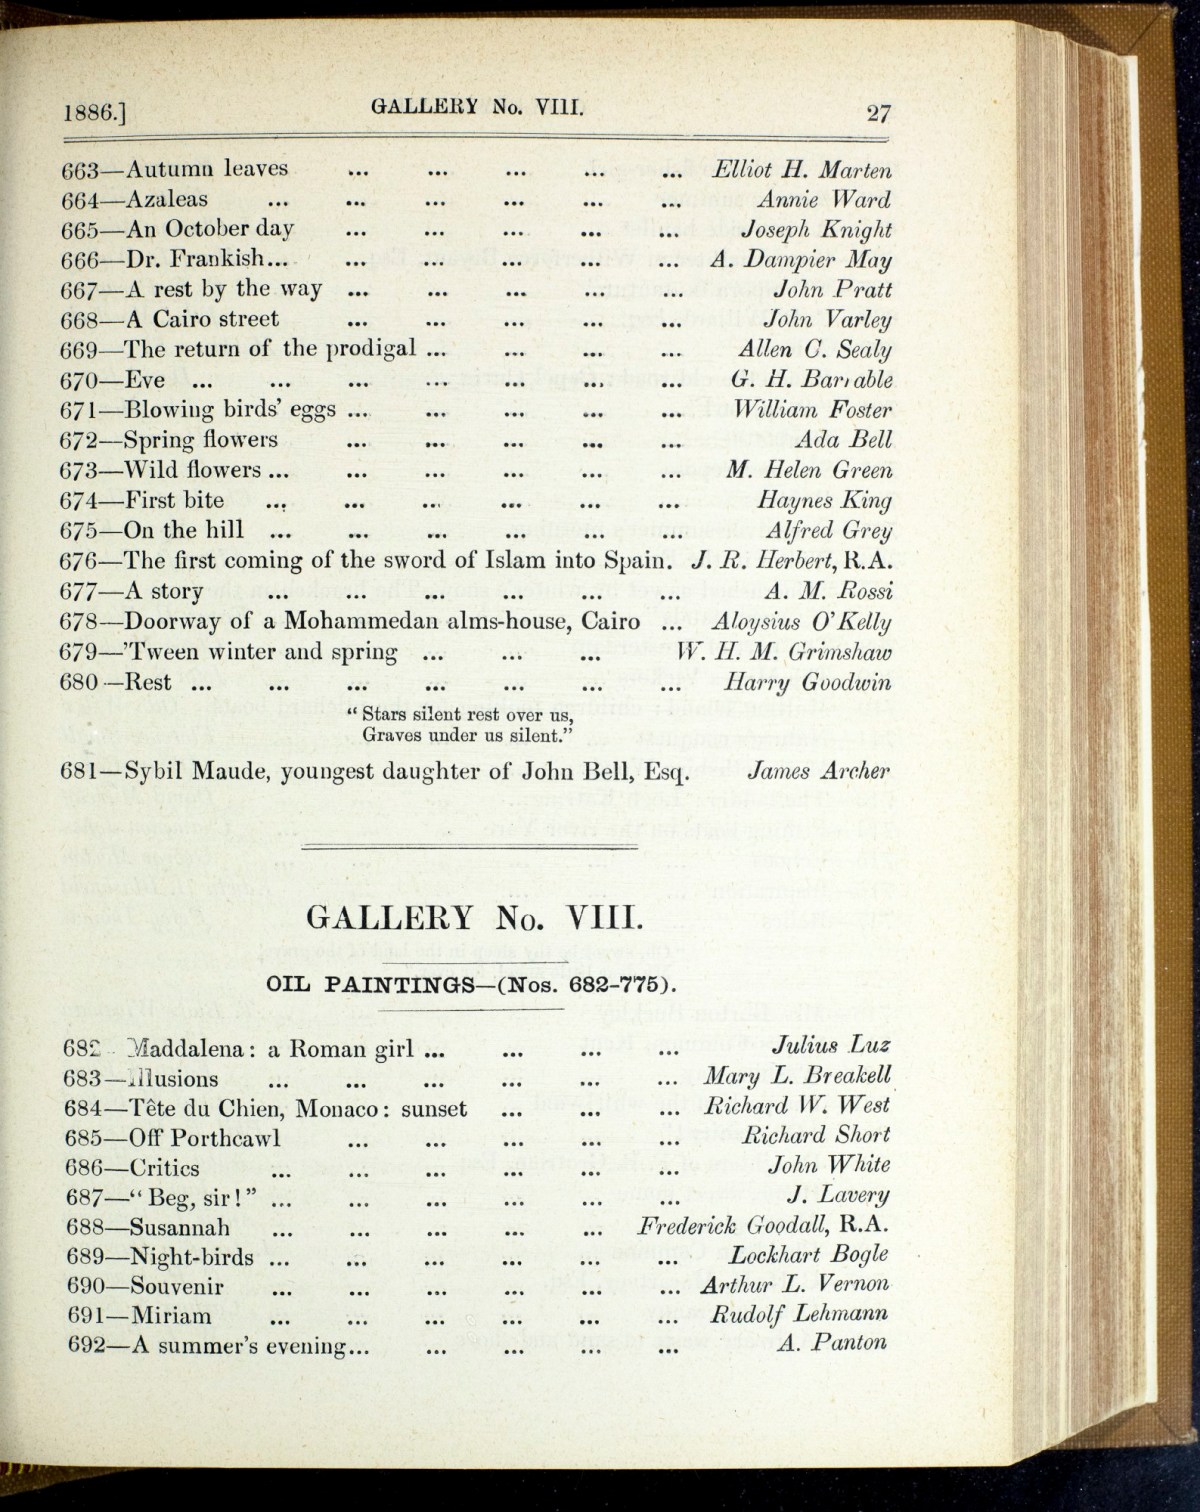 1886.] GALLERY No. VIII. 27
663—Autumn leaves ... ... ... ... ... Elliot H. Marten
664—Azaleas ... ... ... ... ... ... Annie Ward
665—An October day ... ... ... ... ... Joseph Knight
666—Dr. Frankish... ... ... ... ... ... A. Dampier May
667—A rest by the way ... ... ... ... ... John Pratt
668—A Cairo street ... ... ... ... ... John Varley
669—The return of the prodigal ... ... ... ... Allen C. Sealy
670—Eve ... ... ... ... ... ... ... G. H. Barrable
671—Blowing birds' eggs ... ... ... ... ... William Foster
672—Spring flowers ... ... ... ... ... Ada Bell
673—Wild flowers ... ... ... ... ... ... M. Helen Green
674—First bite ... ... ... ... ... ... Haynes King
675—On the hill ... ... ... ... ... ... Alfred Grey
676—The first coming of the sword of Islam into Spain. J. R. Herbert, R.A.
677—A story ... ... ... ... ... ... A. M. Rossi
678—Doorway of a Mohammedan alms-house, Cairo ... Aloysius O'Kelly
679—'Tween winter and spring ... ... ... W. H. M. Grimshaw
680—Rest ... ... ... ... ... ... ... Harry Goodwin
"Stars silent rest over us,
Graves under us silent."
681—Sybil Maude, youngest daughter of John Bell, Esq. James Archer
GALLERY No. VIII.
OIL PAINTINGS—(Nos. 682-775).
682 Maddalena: a Roman girl ... ... ... ... Julius Luz
683—Illusions ... ... ... ... ... ... Mary L. Breakell
684—Tête du Chien, Monaco: sunset ... ... ... Richard W. West
685—Off Porthcawl ... ... ... ... ... Richard Short
686—Critics ... ... ... ... ... ... John White
687—"Beg, sir!" ... ... ... ... ... ... J. Lavery
688—Susannah ... ... ... ... ... Frederick Goodall, R.A.
689—Night-birds ... ... ... ... ... ... Lockhart Bogle
690—Souvenir ... ... ... ... ... ... Arthur L. Vernon
691—Miriam ... ... ... ... ... ... Rudolf Lehmann
692—A summer's evening... ... ... ... ... A. Panton